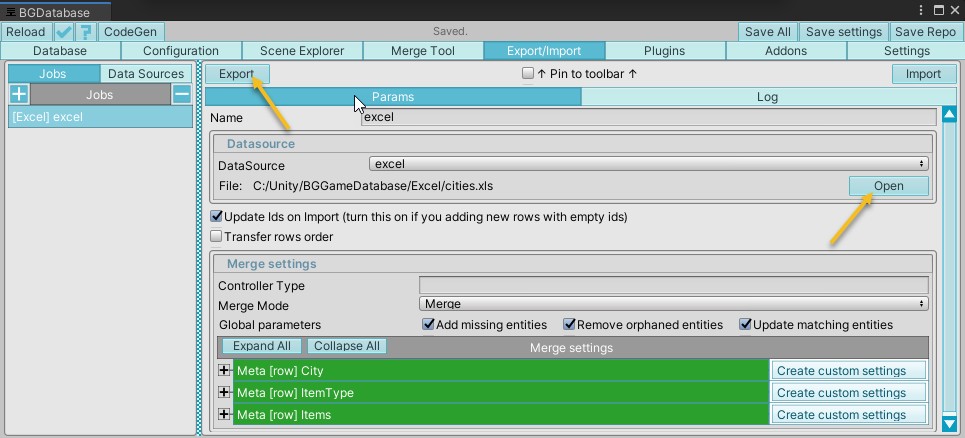 BGDatabase
Reload ? CodeGen Saved. Save All Save settings Save Repo
Database Configuration Scene Explorer Merge Tool Export/Import Plugins Addons Settings
Jobs Data Sources
Jobs
[Excel] excel
Export ↑ Pin to toolbar ↑ Import
Params Log
Name excel
Datasource
DataSource excel
File: C:/Unity/BGGameDatabase/Excel/cities.xls Open
Update Ids on Import (turn this on if you adding new rows with empty ids)
Transfer rows order
Merge settings
Controller Type
Merge Mode Merge
Global parameters Add missing entities Remove orphaned entities Update matching entities
Expand All Collapse All Merge settings
Meta [row] City Create custom settings
Meta [row] ItemType Create custom settings
Meta [row] Items Create custom settings